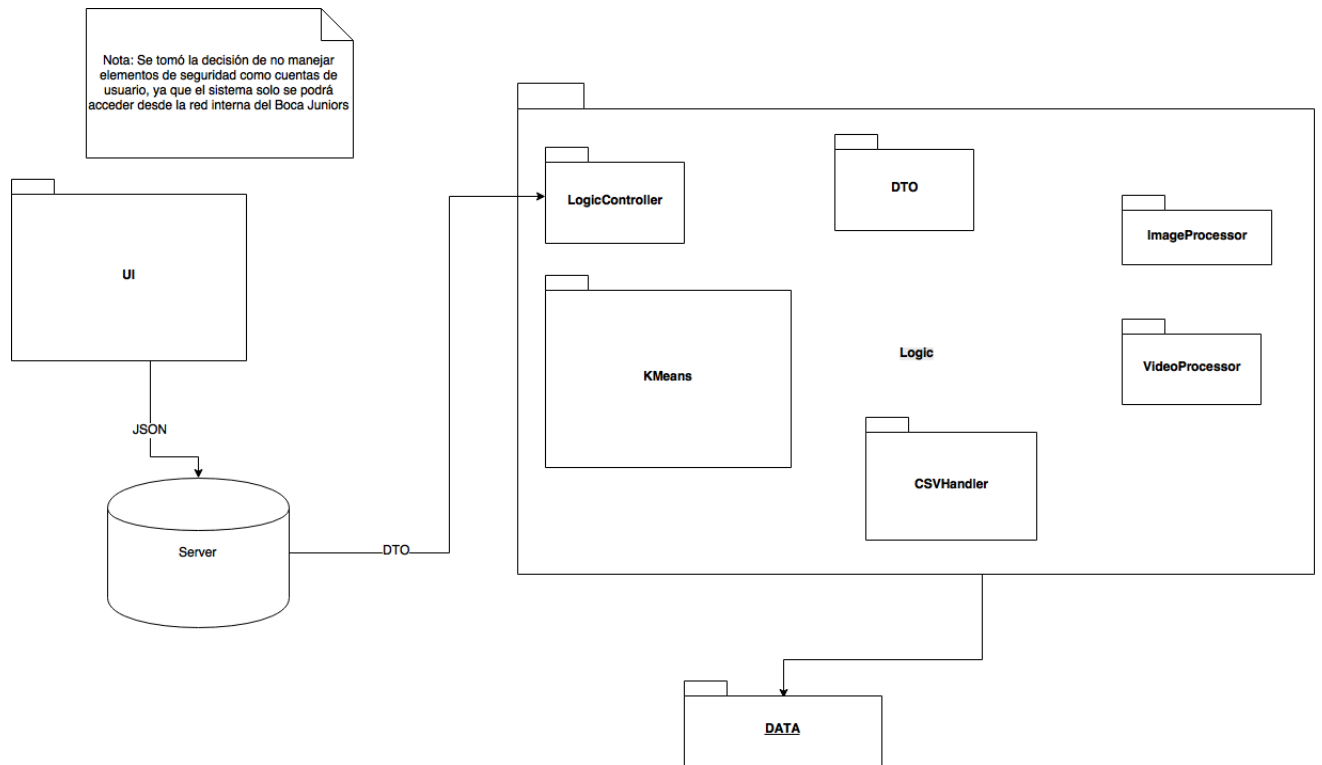 Nota: Se tomó la decisión de no manejar
elementos de seguridad como cuentas de
usuario, ya que el sistema solo se podrá
acceder desde la red interna del Boca Juniors
LogicController
DTO
ImageProcessor
UI
Logic
VideoProcessor
KMeans
JSON
CSVHandler
Server
DTO
DATA